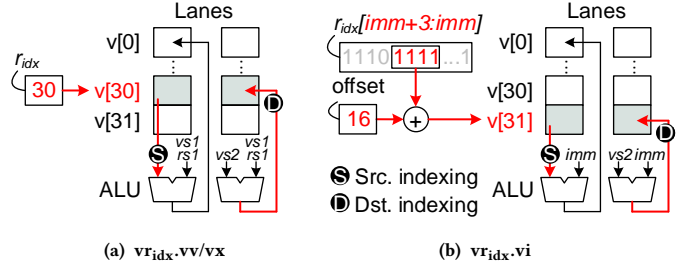 Lanes
v[0]
r_idx
30
v[30]
v[31]
D
S
vs1
rs1
vs2
vs1
rs1
ALU
(a) vr_idx.vv/vx
Lanes
r_idx[imm+3:imm]
1110 1111 ...1
v[0]
offset
16
+
v[30]
v[31]
S
D
imm
vs2 imm
ALU
S Src. indexing
D Dst. indexing
(b) vr_idx.vi